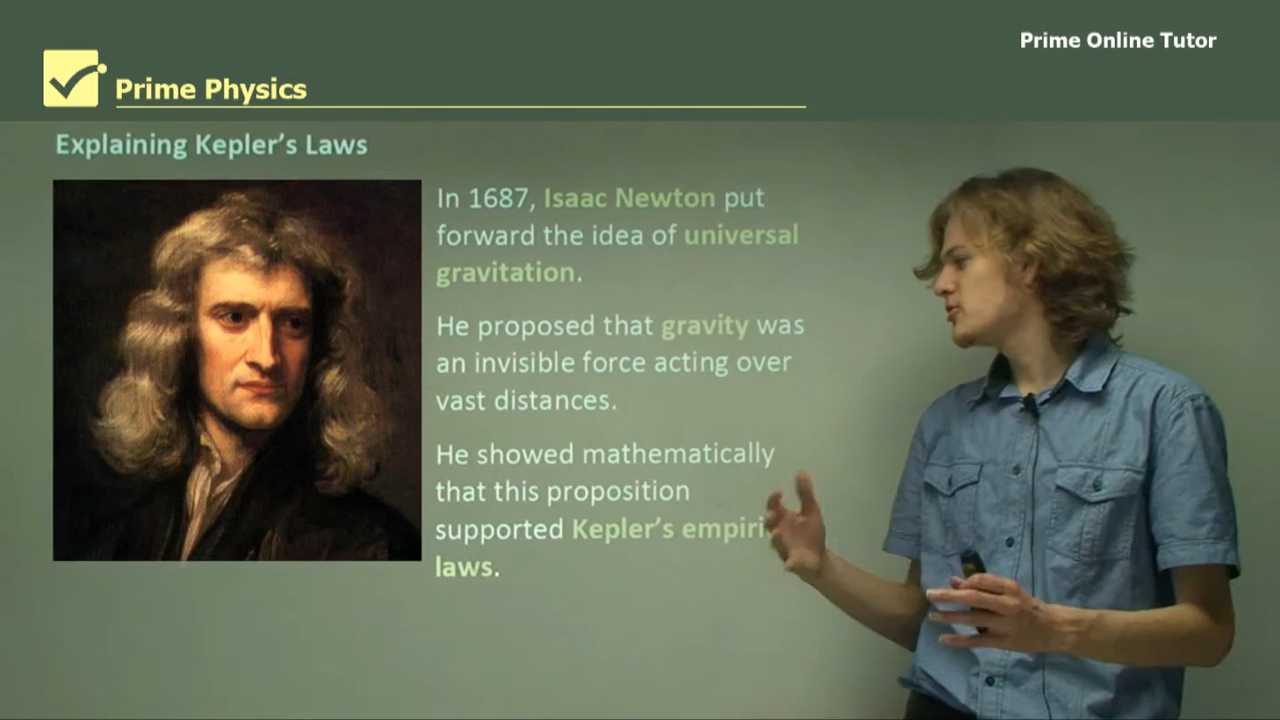 Prime Online Tutor
Prime Physics
Explaining Kepler's Laws
In 1687, Isaac Newton put
forward the idea of universal
gravitation.
He proposed that gravity was
an invisible force acting over
vast distances.
He showed mathematically
that this proposition
supported Kepler's empiri
laws.